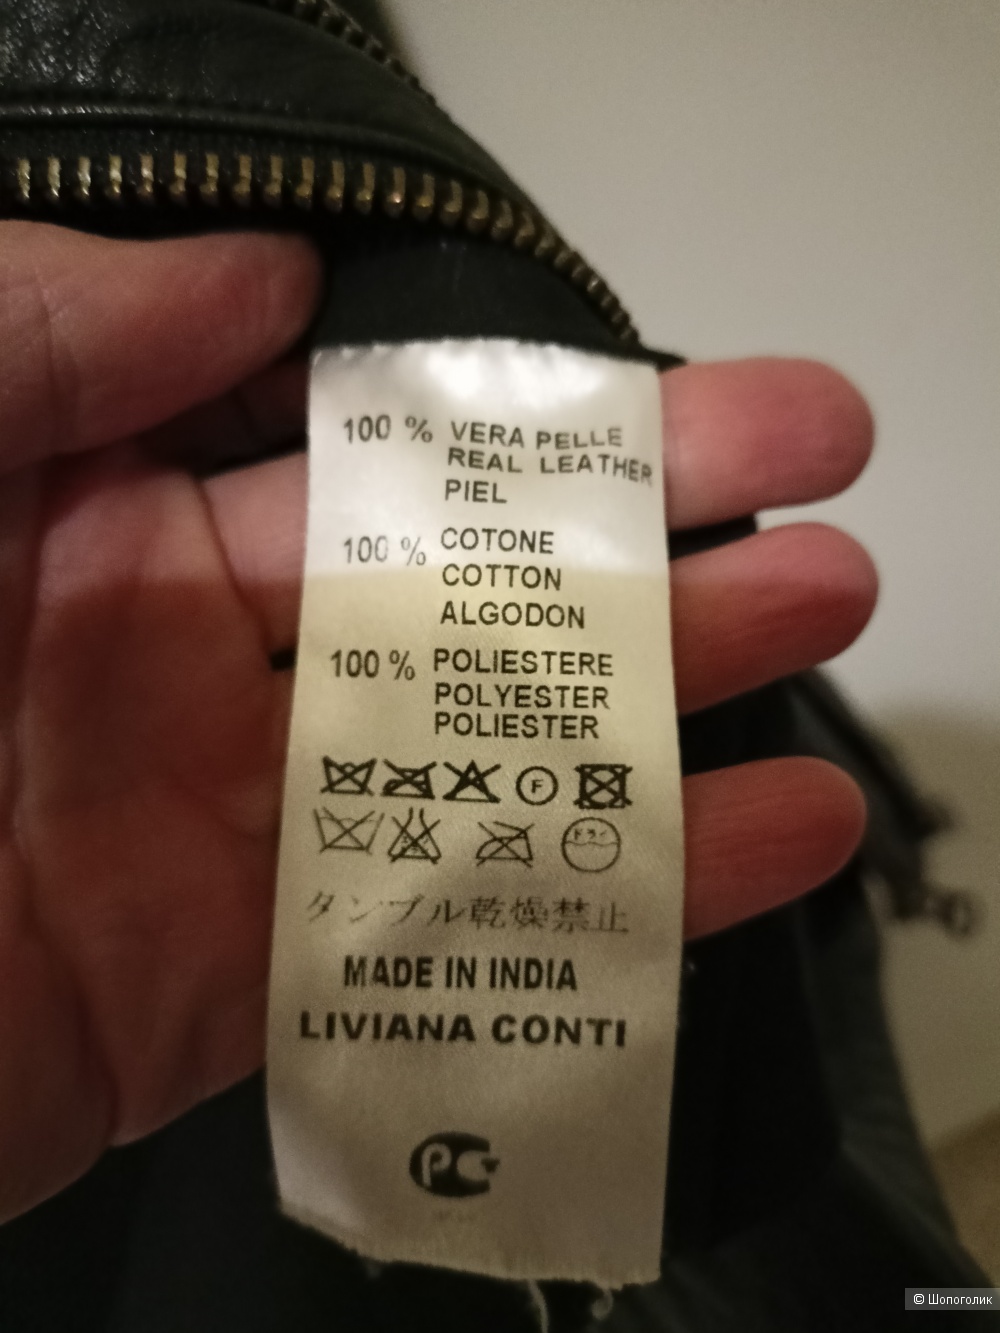 100 % VERA PELLE
REAL LEATHER
PIEL
100 % COTONE
COTTON
ALGODON
100 % POLIESTERE
POLYESTER
POLIESTER
F
ドライ
タンブル乾燥禁止
MADE IN INDIA
LIVIANA CONTI
РСТ
© Шопоголик